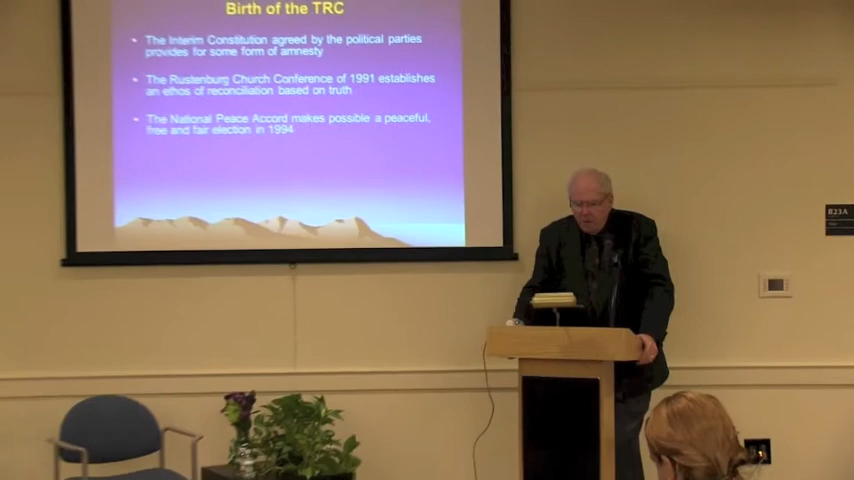 Birth of the TRC
• The Interim Constitution agreed by the political parties
provides for some form of amnesty
• The Rustenburg Church Conference of 1991 establishes
an ethos of reconciliation based on truth
• The National Peace Accord makes possible a peaceful,
free and fair election in 1994
B23A